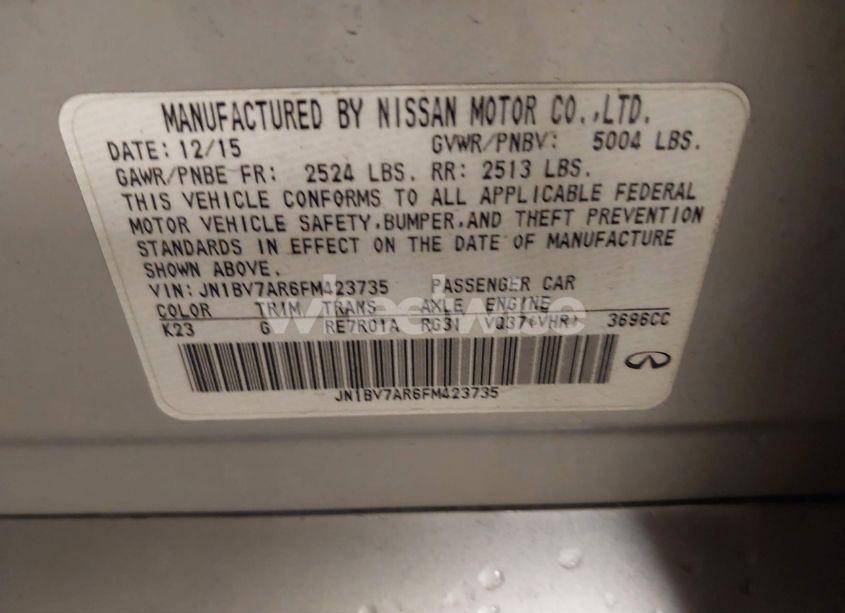 MANUFACTURED BY NISSAN MOTOR CO.,LTD.
DATE: 12/15 GVWR/PNBV: 5004 LBS.
GAWR/PNBE FR: 2524 LBS. RR: 2513 LBS.
THIS VEHICLE CONFORMS TO ALL APPLICABLE FEDERAL
MOTOR VEHICLE SAFETY,BUMPER,AND THEFT PREVENTION
STANDARDS IN EFFECT ON THE DATE OF MANUFACTURE
SHOWN ABOVE.
VIN: JN1BV7AR6FM423735 PASSENGER CAR
COLOR TRIM/ TRANS AXLE ENGINE
K23 G RE7R01A RG31 VQ37(VHR) 3696CC
JN1BV7AR6FM423735